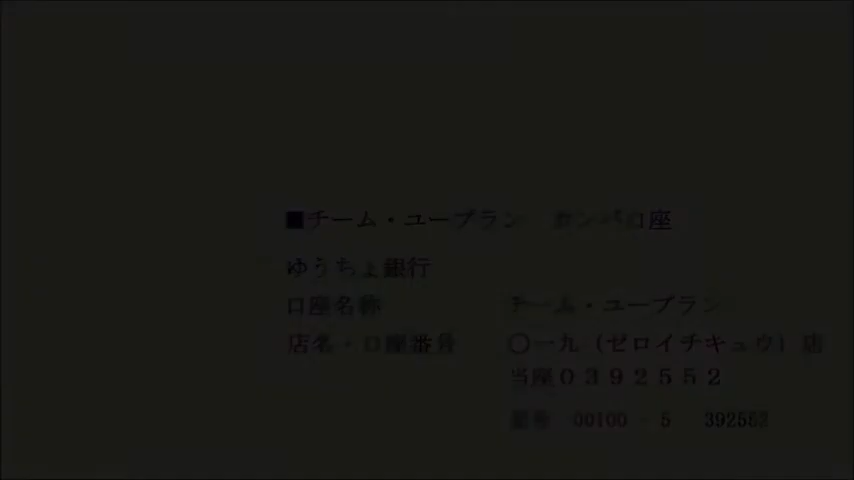 ■チーム・ユープラン　カンパ口座
ゆうちょ銀行
口座名称　チーム・ユープラン
店名・口座番号　〇一九（ゼロイチキュウ）店
当座０３９２５５２
番号　00100 - 5　392552